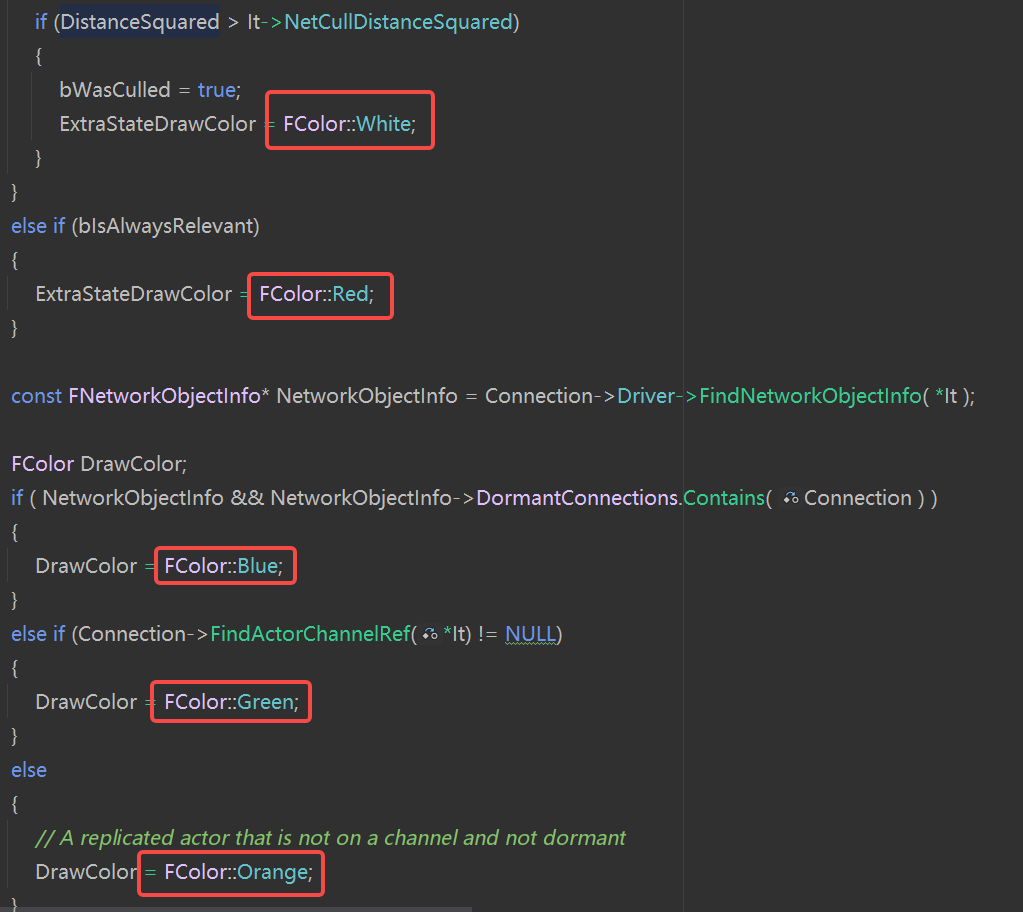 if (DistanceSquared > It->NetCullDistanceSquared)
{
bWasCulled = true;
ExtraStateDrawColor = FColor::White;
}
}
else if (bIsAlwaysRelevant)
{
ExtraStateDrawColor = FColor::Red;
}
const FNetworkObjectInfo* NetworkObjectInfo = Connection->Driver->FindNetworkObjectInfo( *It );
FColor DrawColor;
if ( NetworkObjectInfo && NetworkObjectInfo->DormantConnections.Contains( Connection ) )
{
DrawColor = FColor::Blue;
}
else if (Connection->FindActorChannelRef( *It) != NULL)
{
DrawColor = FColor::Green;
}
else
{
// A replicated actor that is not on a channel and not dormant
DrawColor = FColor::Orange;
}